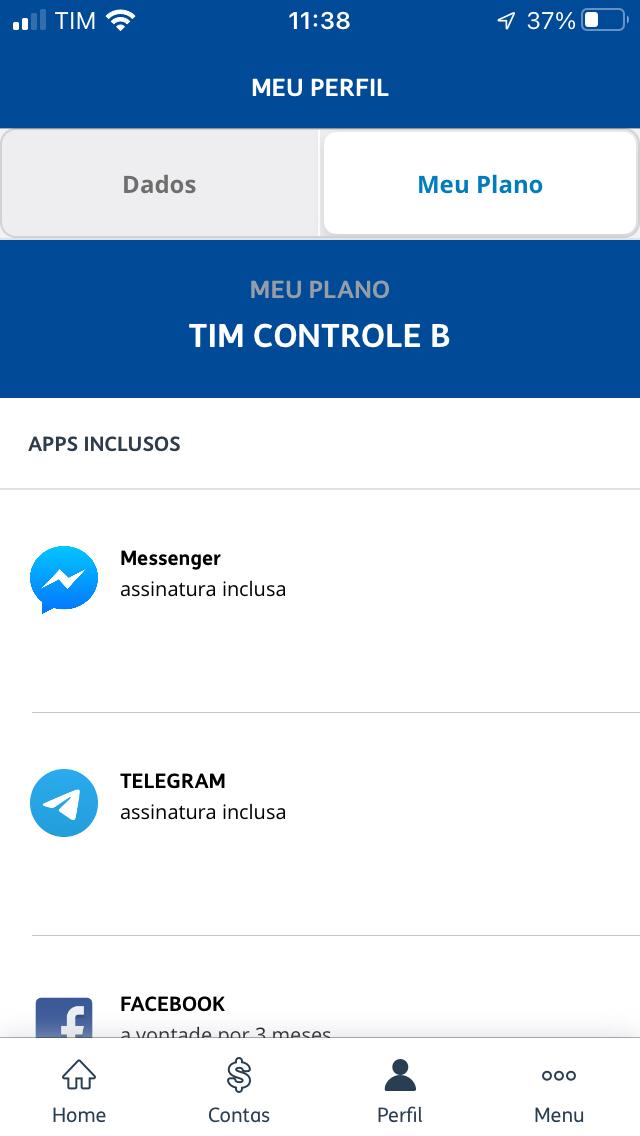 TIM 11:38 37%
MEU PERFIL
Dados Meu Plano
MEU PLANO
TIM CONTROLE B
APPS INCLUSOS
Messenger
assinatura inclusa
TELEGRAM
assinatura inclusa
FACEBOOK
a vontade por 3 meses
Home Contas Perfil Menu